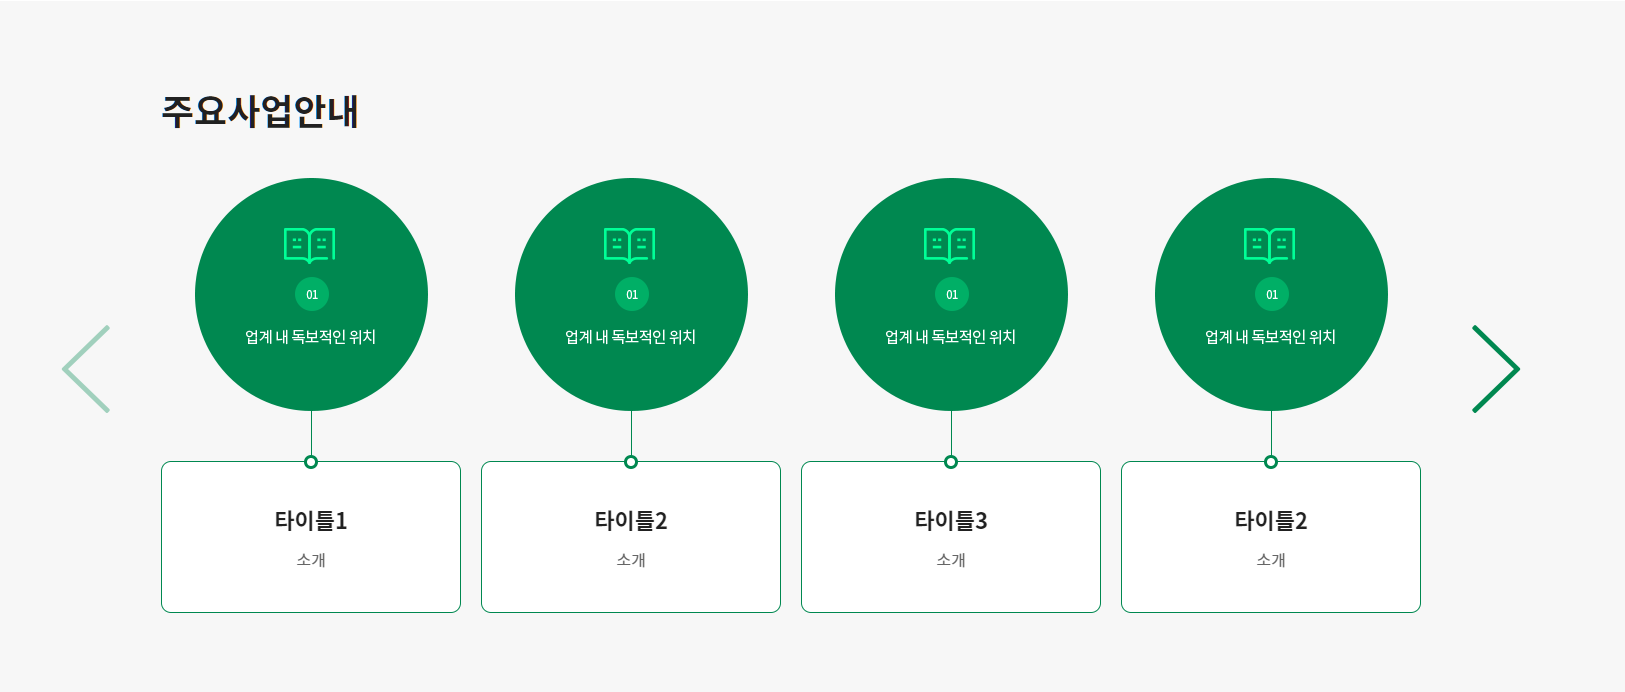 주요사업안내
01
업계 내 독보적인 위치
01
업계 내 독보적인 위치
01
업계 내 독보적인 위치
01
업계 내 독보적인 위치
타이틀1
소개
타이틀2
소개
타이틀3
소개
타이틀2
소개